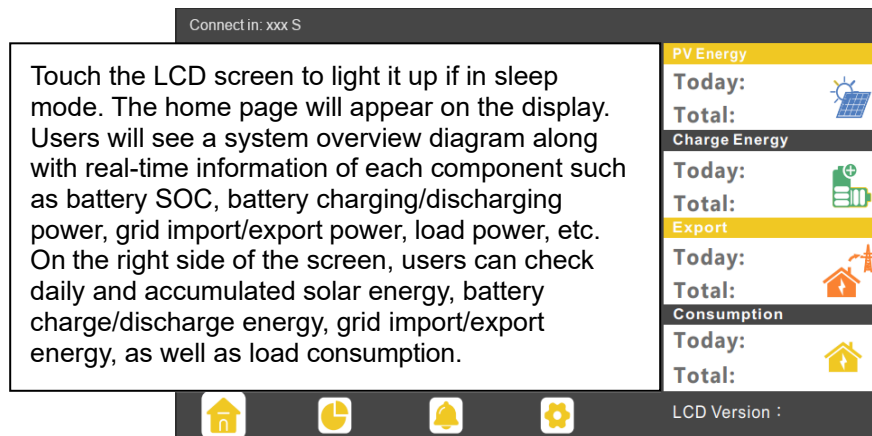 Connect in: xxx S
Touch the LCD screen to light it up if in sleep
mode. The home page will appear on the display.
Users will see a system overview diagram along
with real-time information of each component such
as battery SOC, battery charging/discharging
power, grid import/export power, load power, etc.
On the right side of the screen, users can check
daily and accumulated solar energy, battery
charge/discharge energy, grid import/export
energy, as well as load consumption.
PV Energy
Today:
Total:
Charge Energy
Today:
Total:
Export
Today:
Total:
Consumption
Today:
Total:
LCD Version :